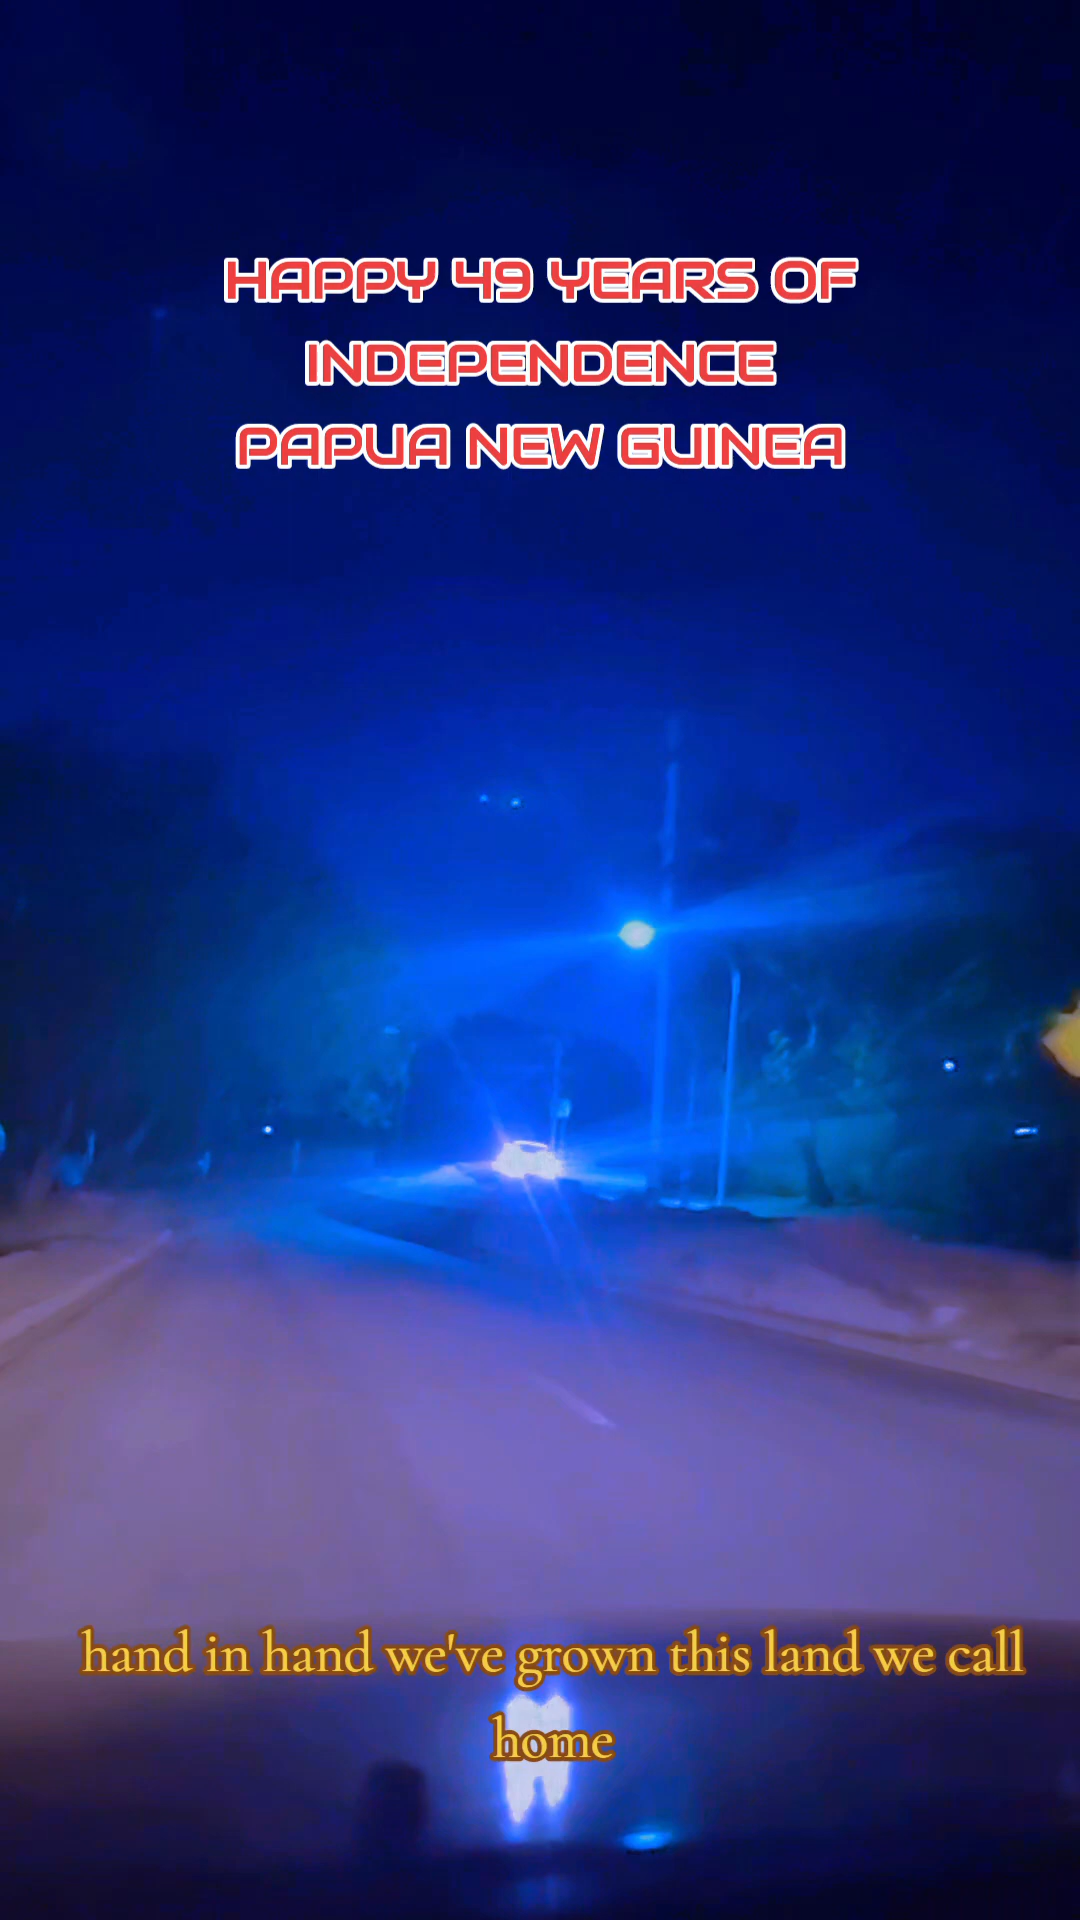 HAPPY 49 YEARS OF
INDEPENDENCE
PAPUA NEW GUINEA
hand in hand we've grown this land we call
home